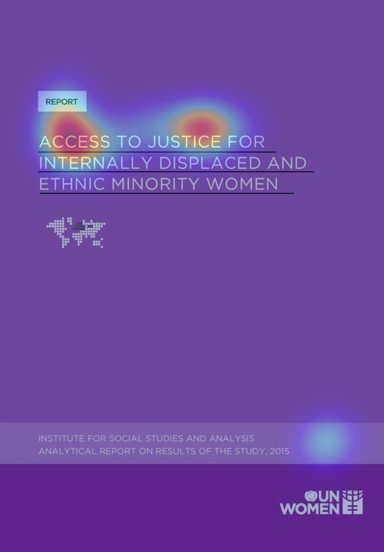 REPORT
ACCESS TO JUSTICE FOR
INTERNALLY DISPLACED AND
ETHNIC MINORITY WOMEN
INSTITUTE FOR SOCIAL STUDIES AND ANALYSIS
ANALYTICAL REPORT ON RESULTS OF THE STUDY, 2015
UN
WOMEN